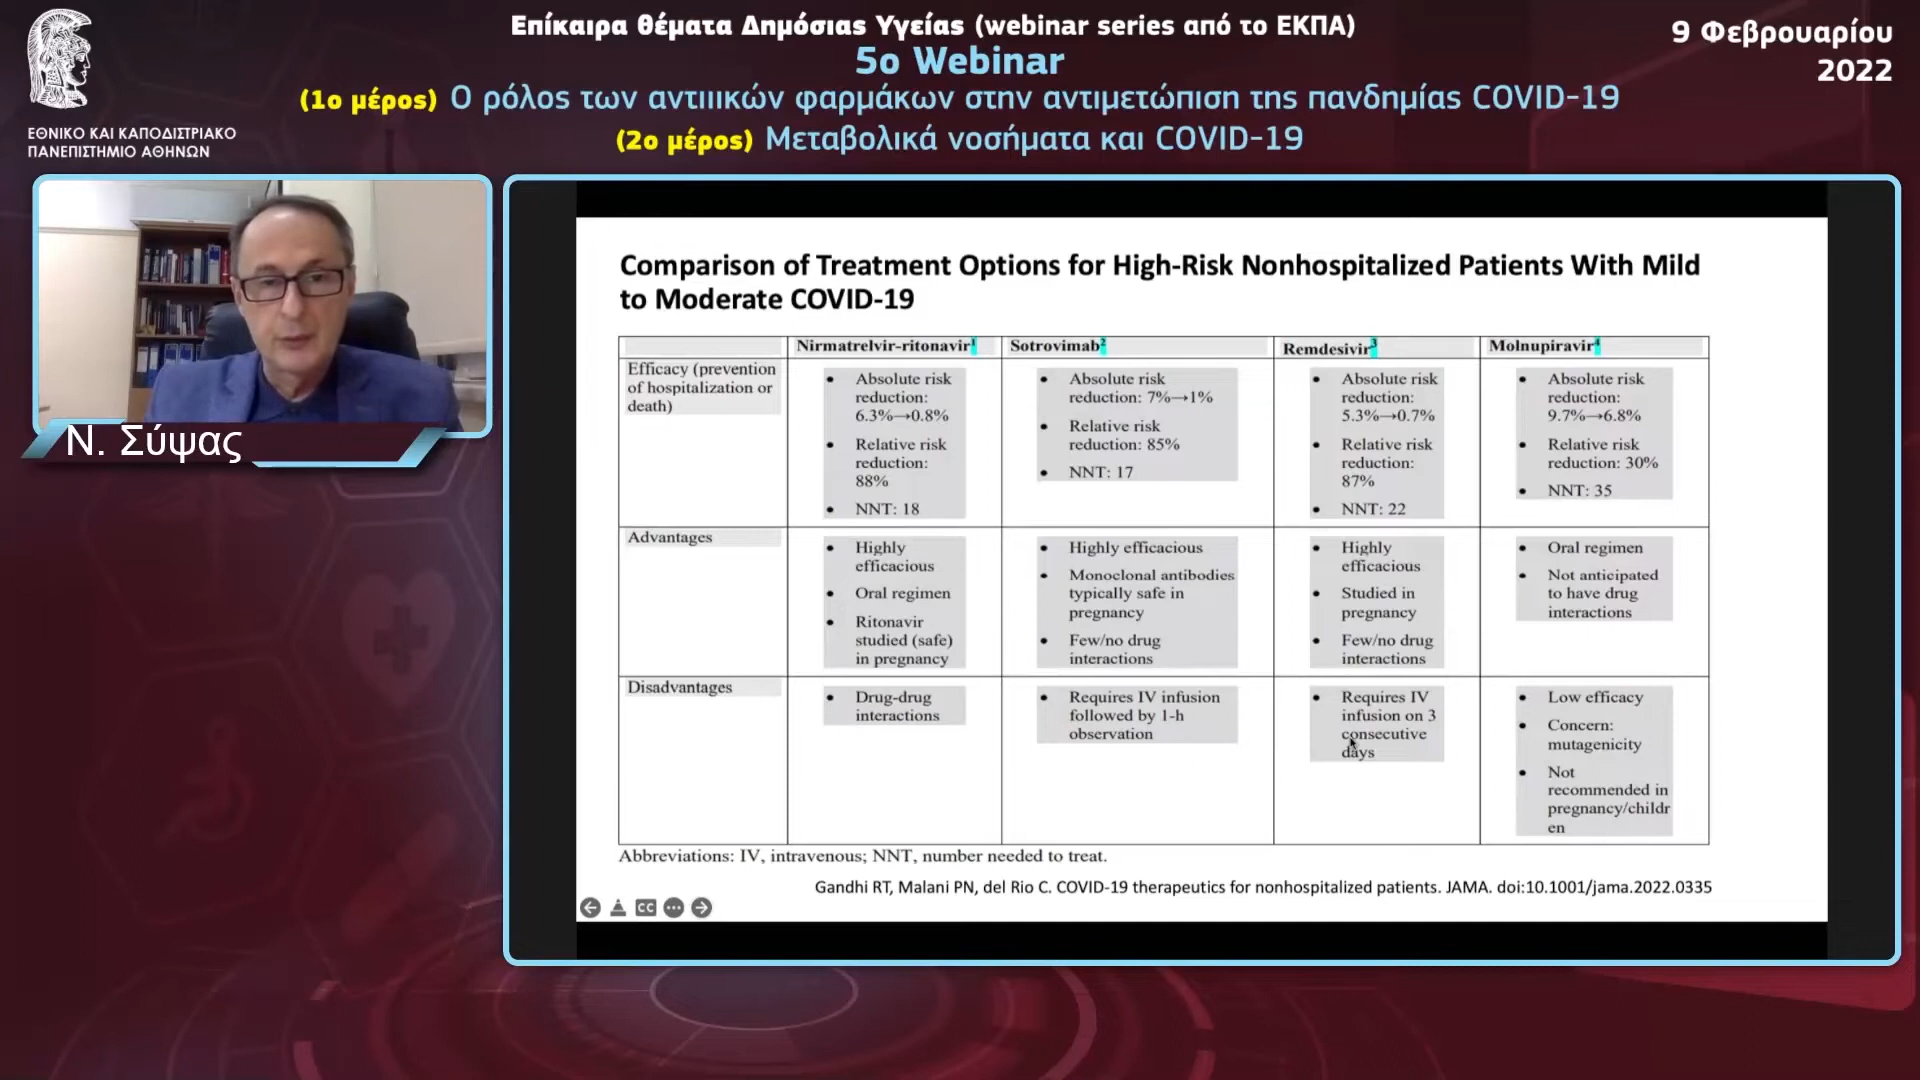 Επίκαιρα θέματα Δημόσιας Υγείας (webinar series από το ΕΚΠΑ)
5ο Webinar
(1ο μέρος) Ο ρόλος των αντιιικών φαρμάκων στην αντιμετώπιση της πανδημίας COVID-19
(2ο μέρος) Μεταβολικά νοσήματα και COVID-19
9 Φεβρουαρίου
2022
ΕΘΝΙΚΟ ΚΑΙ ΚΑΠΟΔΙΣΤΡΙΑΚΟ
ΠΑΝΕΠΙΣΤΗΜΙΟ ΑΘΗΝΩΝ
Ν. Σύψας
Comparison of Treatment Options for High-Risk Nonhospitalized Patients With Mild
to Moderate COVID-19
Nirmatrelvir-ritonavir1
Sotrovimab2
Remdesivir3
Molnupiravir4
Efficacy (prevention
of hospitalization or
death)
• Absolute risk
reduction:
6.3%→0.8%
• Relative risk
reduction:
88%
• NNT: 18
• Absolute risk
reduction: 7%→1%
• Relative risk
reduction: 85%
• NNT: 17
• Absolute risk
reduction:
5.3%→0.7%
• Relative risk
reduction:
87%
• NNT: 22
• Absolute risk
reduction:
9.7%→6.8%
• Relative risk
reduction: 30%
• NNT: 35
Advantages
• Highly
efficacious
• Oral regimen
• Ritonavir
studied (safe)
in pregnancy
• Highly efficacious
• Monoclonal antibodies
typically safe in
pregnancy
• Few/no drug
interactions
• Highly
efficacious
• Studied in
pregnancy
• Few/no drug
interactions
• Oral regimen
• Not anticipated
to have drug
interactions
Disadvantages
• Drug-drug
interactions
• Requires IV infusion
followed by 1-h
observation
• Requires IV
infusion on 3
consecutive
days
• Low efficacy
• Concern:
mutagenicity
• Not
recommended in
pregnancy/childr
en
Abbreviations: IV, intravenous; NNT, number needed to treat.
Gandhi RT, Malani PN, del Rio C. COVID-19 therapeutics for nonhospitalized patients. JAMA. doi:10.1001/jama.2022.0335
CC